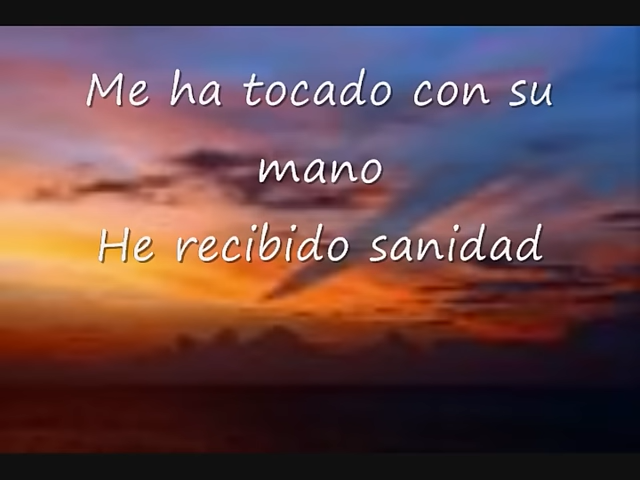 Me ha tocado con su
mano
He recibido sanidad